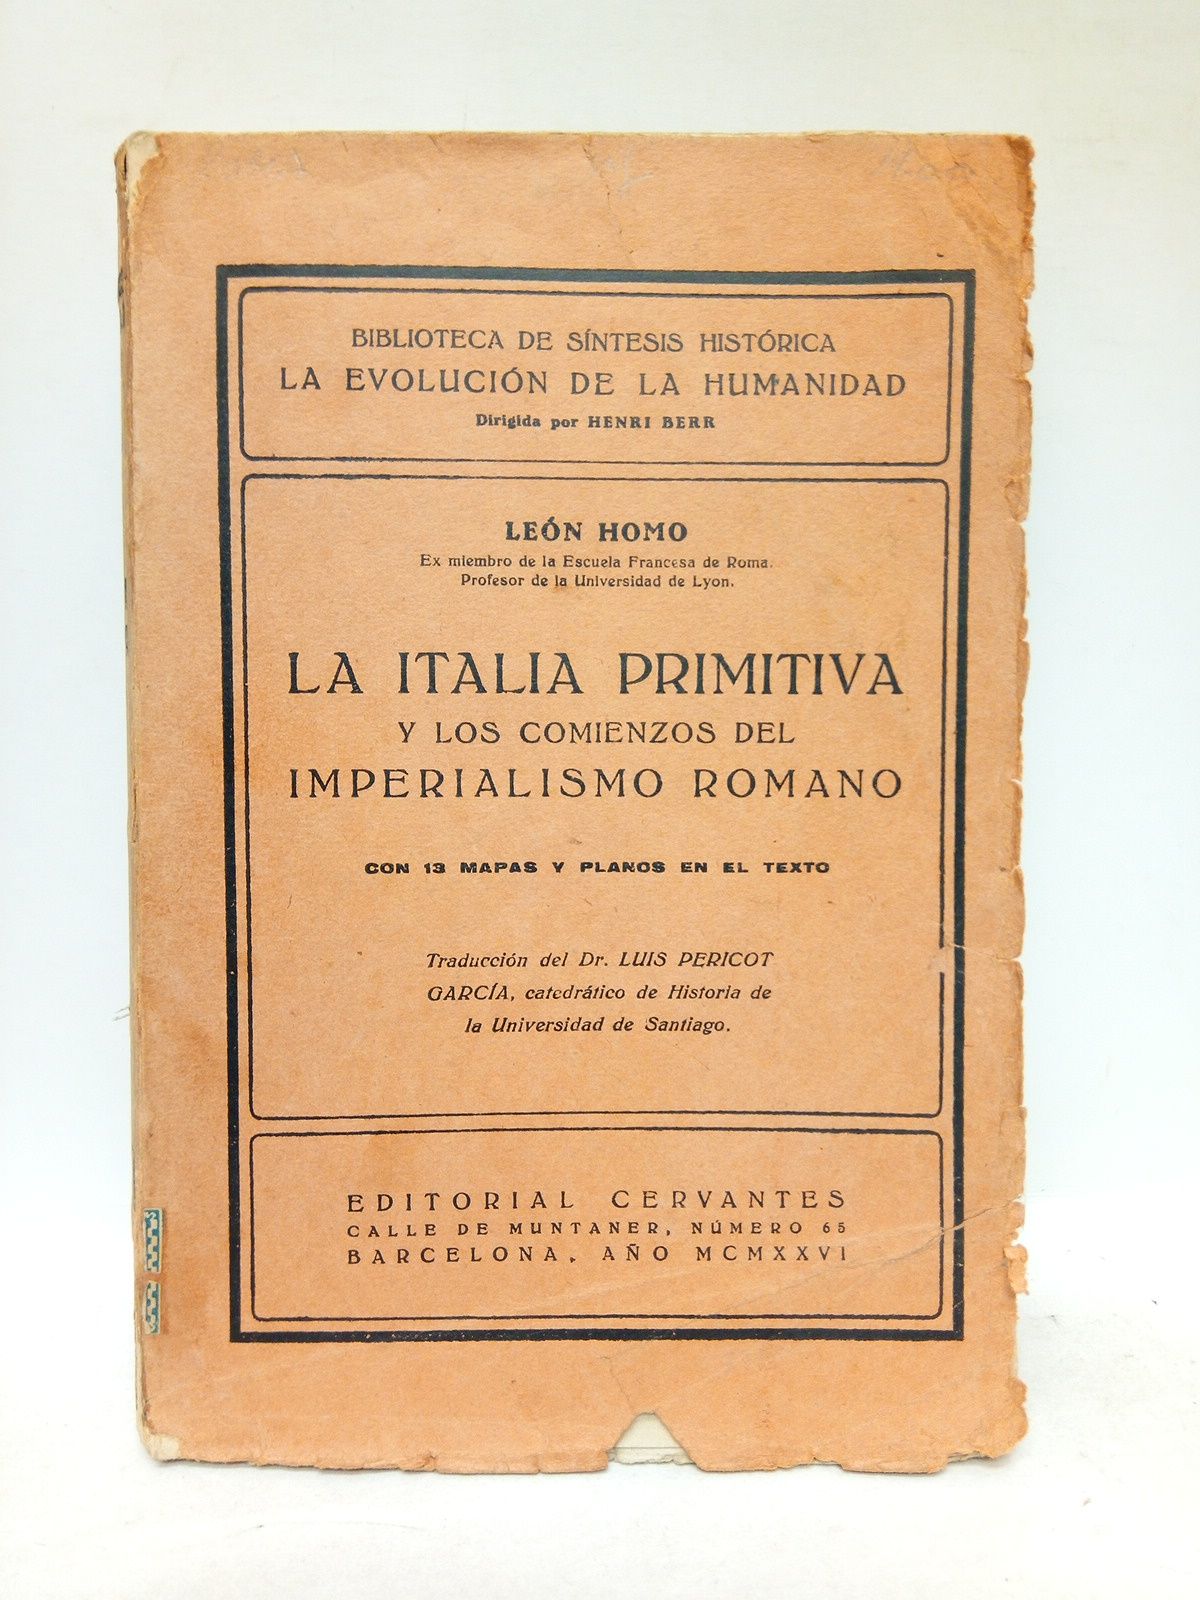 BIBLIOTECA DE SÍNTESIS HISTÓRICA
LA EVOLUCIÓN DE LA HUMANIDAD
Dirigida por HENRI BERR
LEÓN HOMO
Ex miembro de la Escuela Francesa de Roma.
Profesor de la Universidad de Lyon.
LA ITALIA PRIMITIVA
Y LOS COMIENZOS DEL
IMPERIALISMO ROMANO
CON 13 MAPAS Y PLANOS EN EL TEXTO
Traducción del Dr. LUIS PERICOT
GARCÍA, catedrático de Historia de
la Universidad de Santiago.
EDITORIAL CERVANTES
CALLE DE MUNTANER, NÚMERO 65
BARCELONA. AÑO MCMXXVI